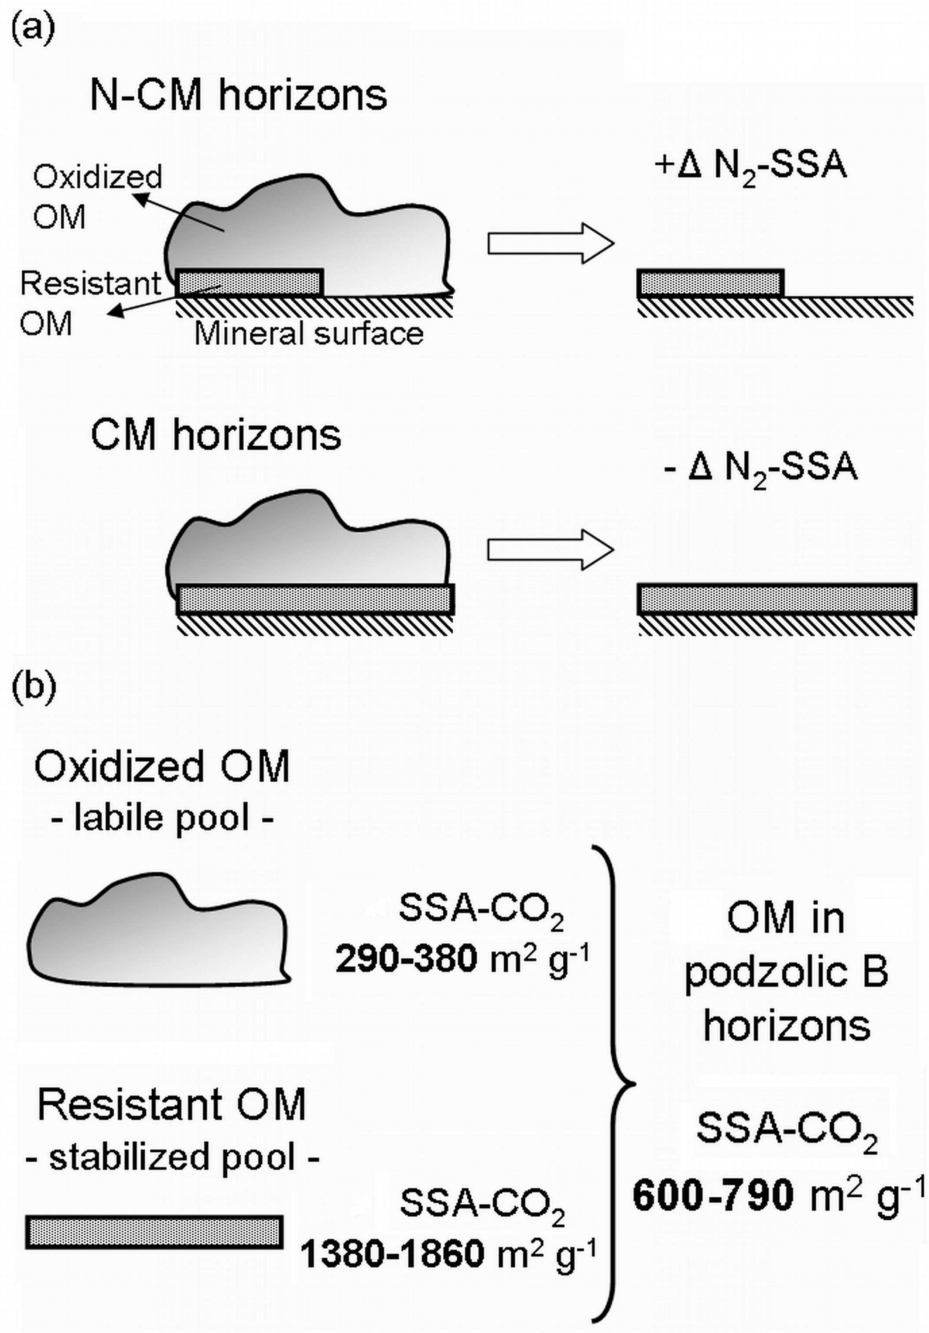 (a)
N-CM horizons
Oxidized
OM
+Δ N₂-SSA
Resistant
OM
Mineral surface
CM horizons
- Δ N₂-SSA
(b)
Oxidized OM
- labile pool -
SSA-CO₂
290-380 m² g⁻¹
OM in
podzolic B
horizons
Resistant OM
- stabilized pool -
SSA-CO₂
1380-1860 m² g⁻¹
SSA-CO₂
600-790 m² g⁻¹